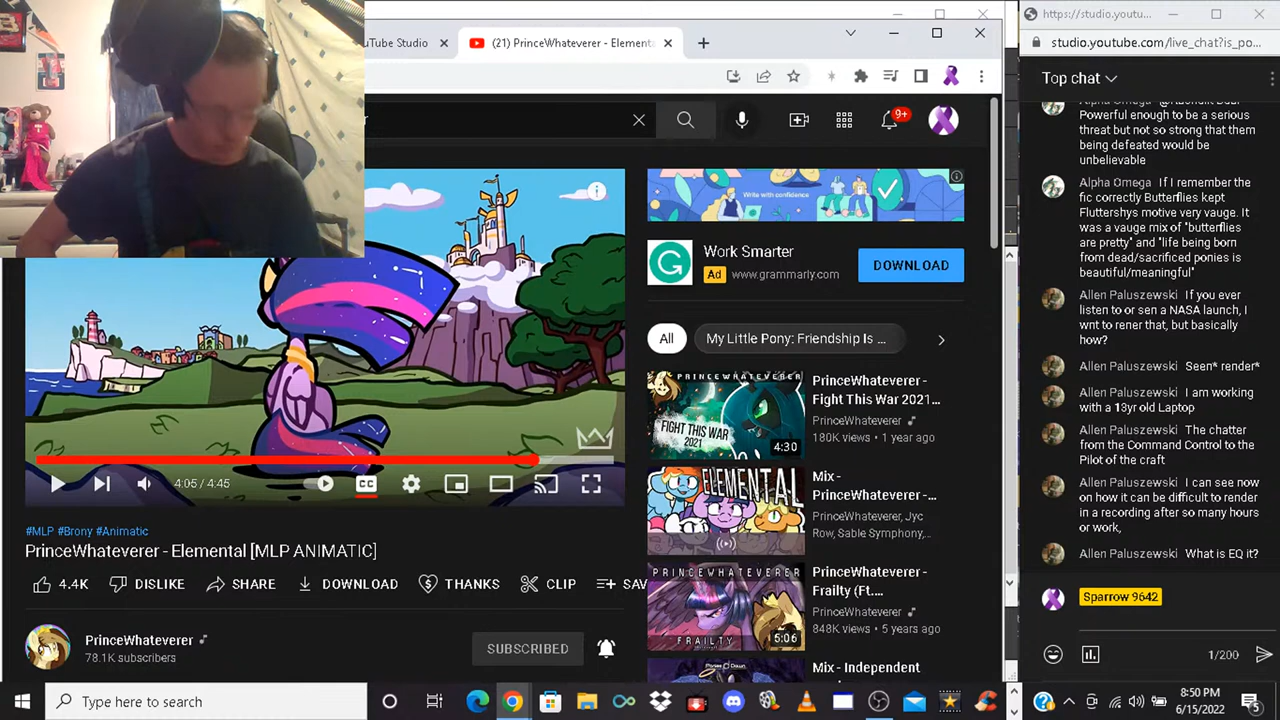 uTube Studio
(21) PrinceWhateverer - Elementa
https://studio.youtu...
studio.youtube.com/live_chat?is_po...
r
9+
Write with confidence
Work Smarter
Ad www.grammarly.com
DOWNLOAD
All
My Little Pony: Friendship Is ...
PRINCEWHATEVERER
FIGHT THIS WAR
2021
4:30
PrinceWhateverer -
Fight This War 2021...
PrinceWhateverer
180K views • 1 year ago
ELEMENTAL
Mix -
PrinceWhateverer -...
PrinceWhateverer, Jyc
Row, Sable Symphony,...
PRINCEWHATEVERER
FRAILTY
5:06
PrinceWhateverer -
Frailty (Ft....
PrinceWhateverer
848K views • 5 years ago
Mix - Independent
4:05 / 4:45
CC
#MLP #Brony #Animatic
PrinceWhateverer - Elemental [MLP ANIMATIC]
4.4K
DISLIKE
SHARE
DOWNLOAD
THANKS
CLIP
SAV
PrinceWhateverer
78.1K subscribers
SUBSCRIBED
Top chat
Alpha Omega
Powerful enough to be a serious
threat but not so strong that them
being defeated would be
unbelievable
Alpha Omega If I remember the
fic correctly Butterflies kept
Fluttershys motive very vauge. It
was a vauge mix of "butterflies
are pretty" and "life being born
from dead/sacrificed ponies is
beautiful/meaningful"
Allen Paluszewski If you ever
listen to or sen a NASA launch, I
wnt to rener that, but basically
how?
Allen Paluszewski Seen* render*
Allen Paluszewski I am working
with a 13yr old Laptop
Allen Paluszewski The chatter
from the Command Control to the
Pilot of the craft
Allen Paluszewski I can see now
on how it can be difficult to render
in a recording after so many hours
or work,
Allen Paluszewski What is EQ it?
Sparrow 9642
1/200
Type here to search
8:50 PM
6/15/2022
5